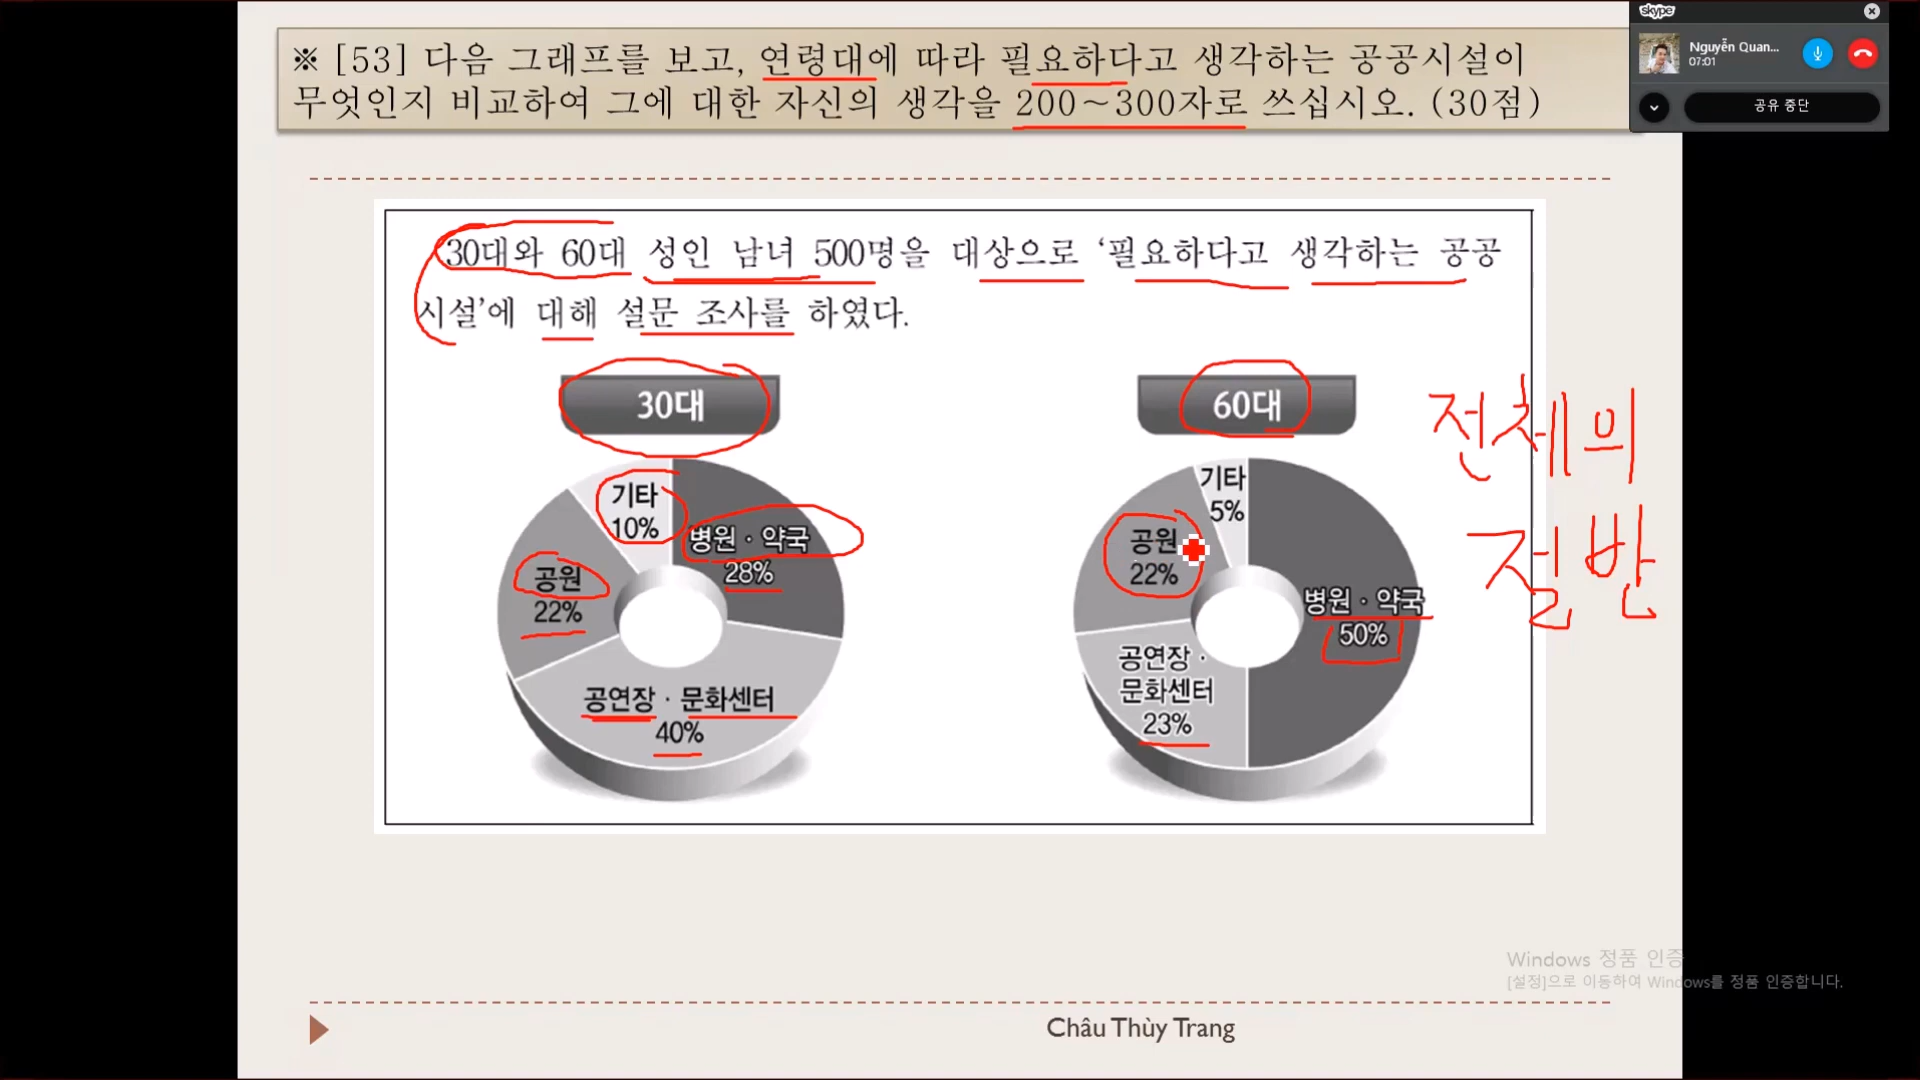 ※ [53] 다음 그래프를 보고, 연령대에 따라 필요하다고 생각하는 공공시설이
무엇인지 비교하여 그에 대한 자신의 생각을 200~300자로 쓰십시오. (30점)
skype
Nguyễn Quan...
07:01
공유 중단
30대와 60대 성인 남녀 500명을 대상으로 ‘필요하다고 생각하는 공공
시설’에 대해 설문 조사를 하였다.
30대
기타
10%
병원 · 약국
28%
공원
22%
공연장 · 문화센터
40%
60대
기타
5%
공원
22%
병원 · 약국
50%
공연장 ·
문화센터
23%
전체의
절반
Windows 정품 인증
[설정]으로 이동하여 Windows를 정품 인증합니다.
Châu Thùy Trang